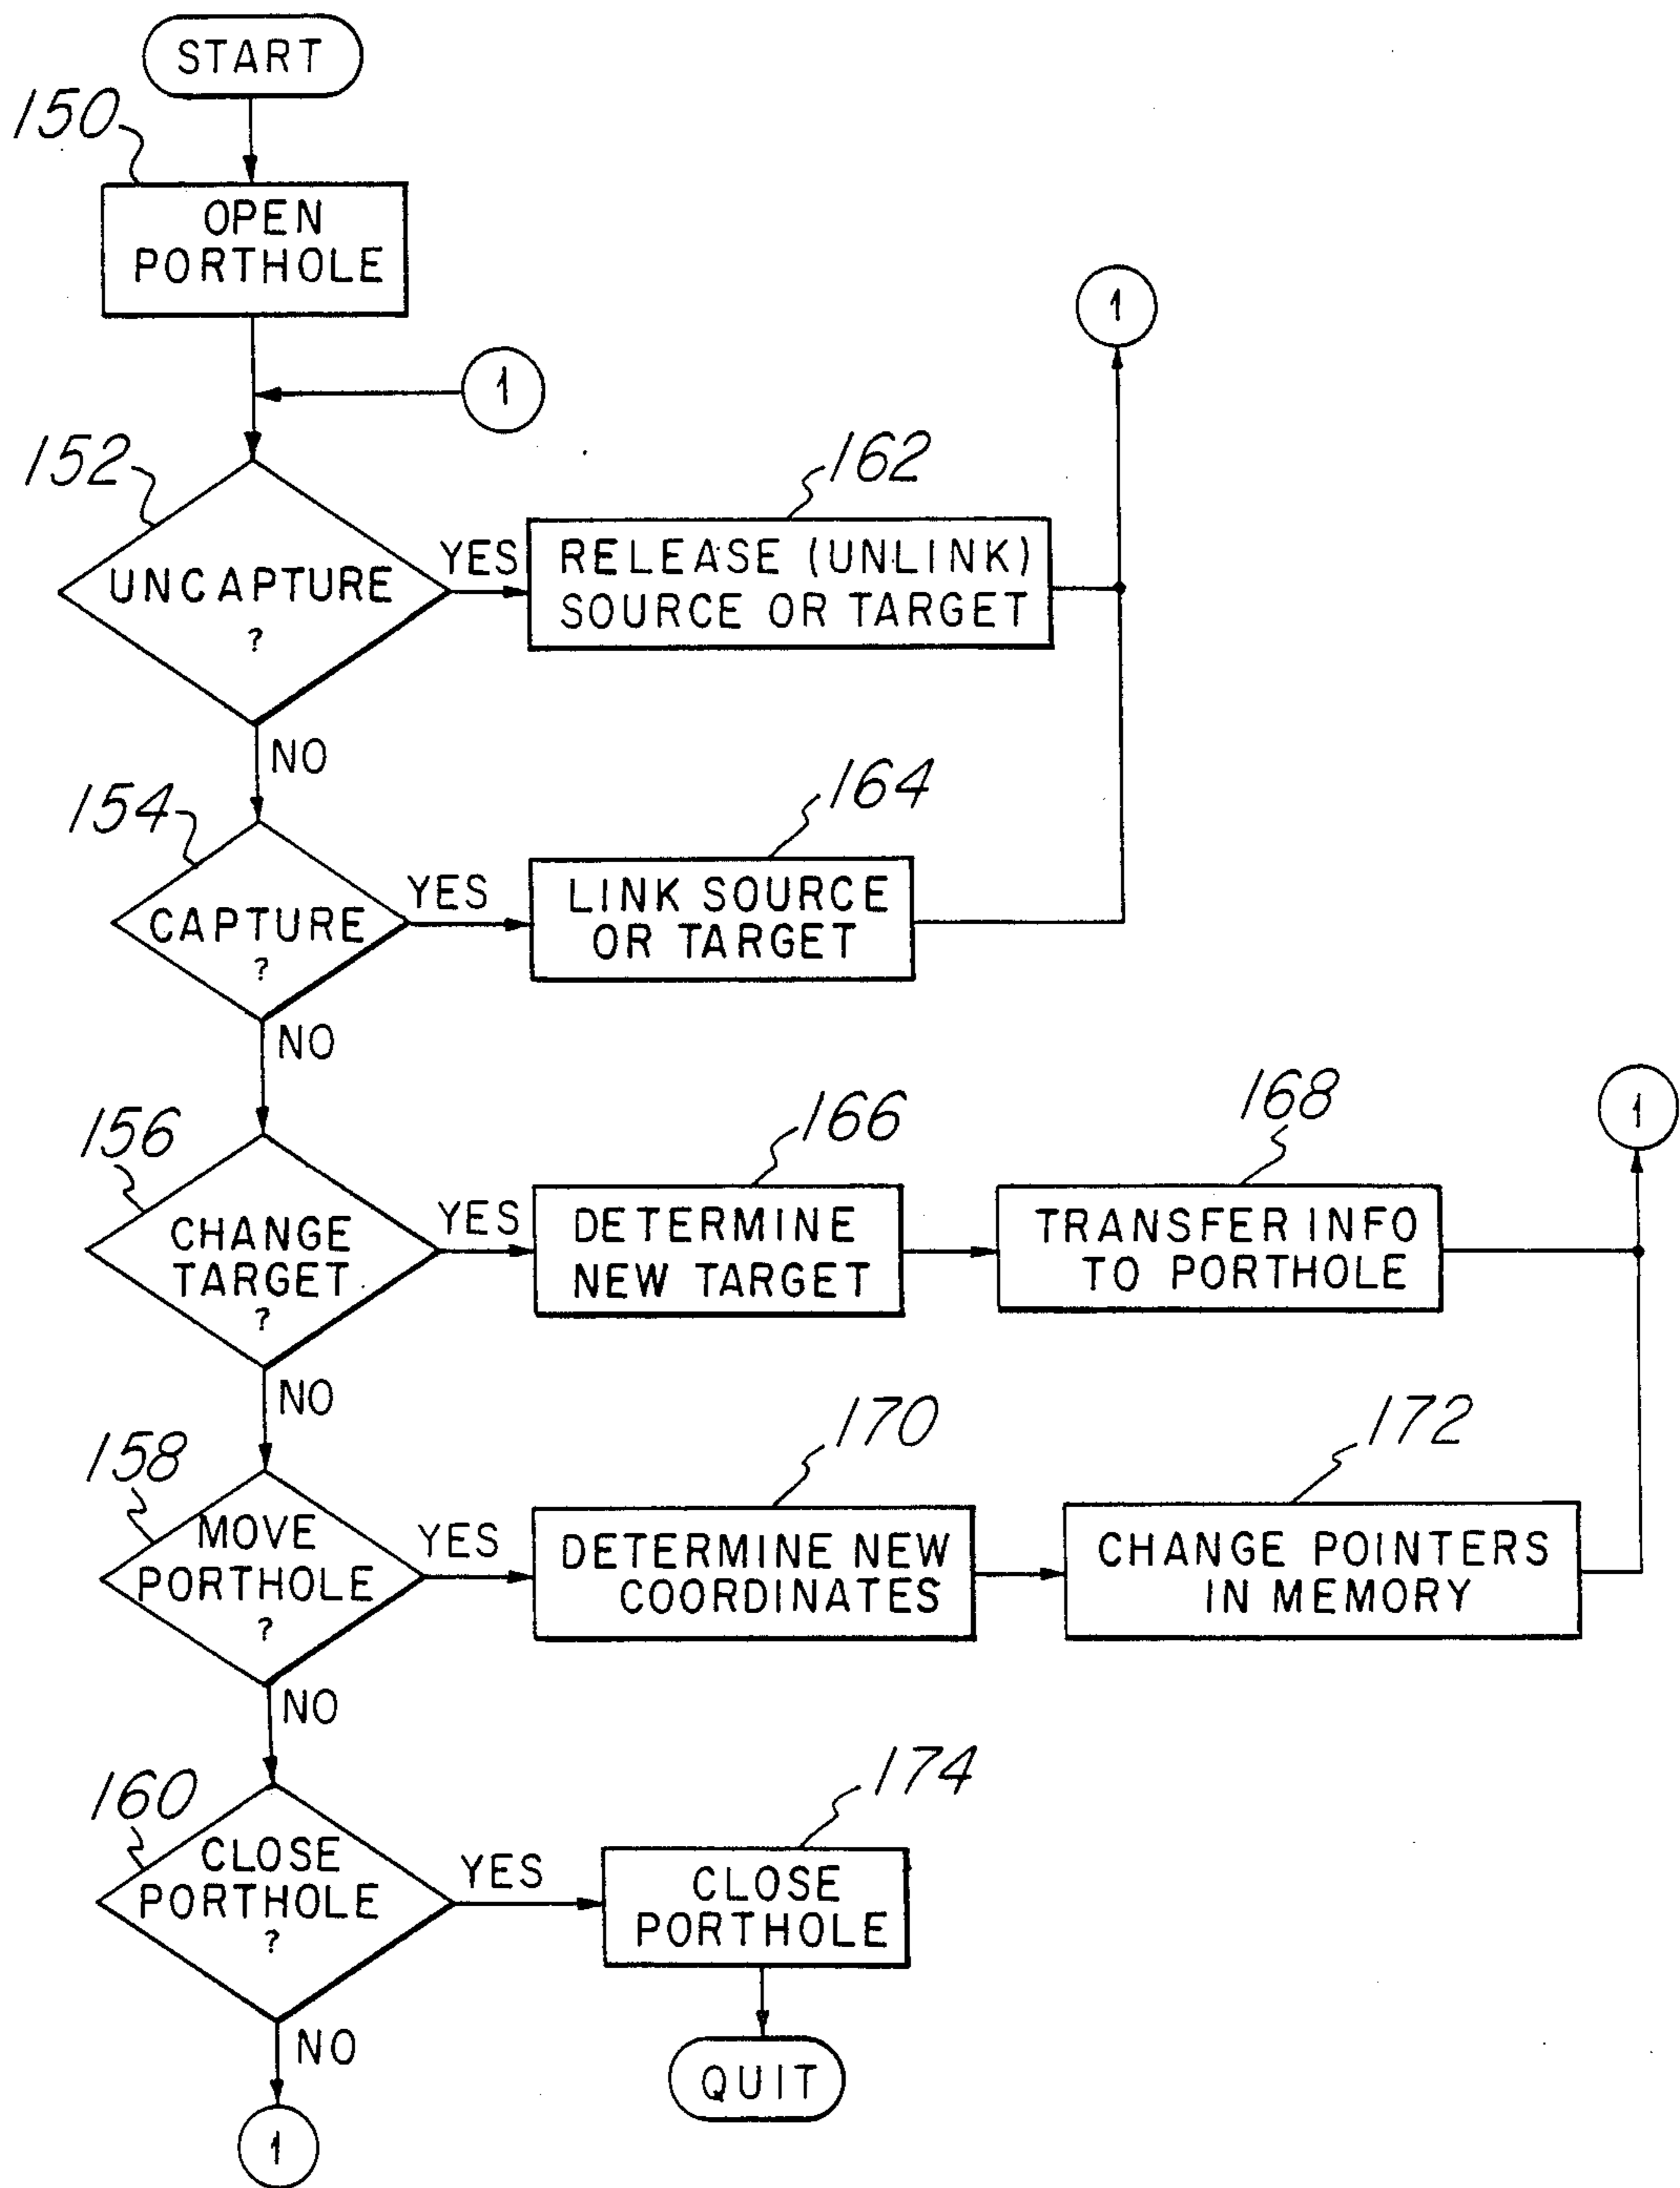 START
150
OPEN
PORTHOLE
1
1
152
UNCAPTURE
?
YES
162
RELEASE (UNLINK)
SOURCE OR TARGET
NO
154
CAPTURE
?
YES
164
LINK SOURCE
OR TARGET
NO
156
CHANGE
TARGET
?
YES
166
DETERMINE
NEW TARGET
168
TRANSFER INFO
TO PORTHOLE
1
NO
158
MOVE
PORTHOLE
?
YES
170
DETERMINE NEW
COORDINATES
172
CHANGE POINTERS
IN MEMORY
NO
160
CLOSE
PORTHOLE
?
YES
174
CLOSE
PORTHOLE
NO
QUIT
1